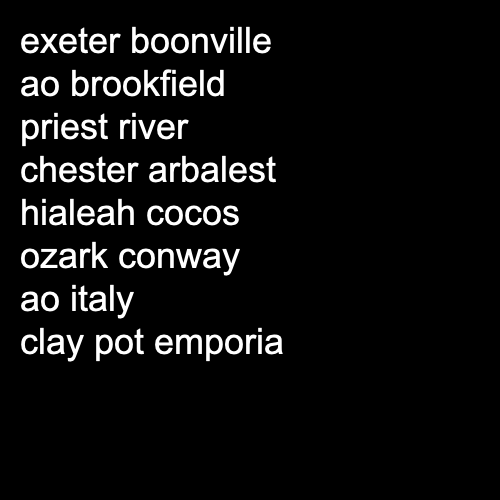 exeter boonville
ao brookfield
priest river
chester arbalest
hialeah cocos
ozark conway
ao italy
clay pot emporia